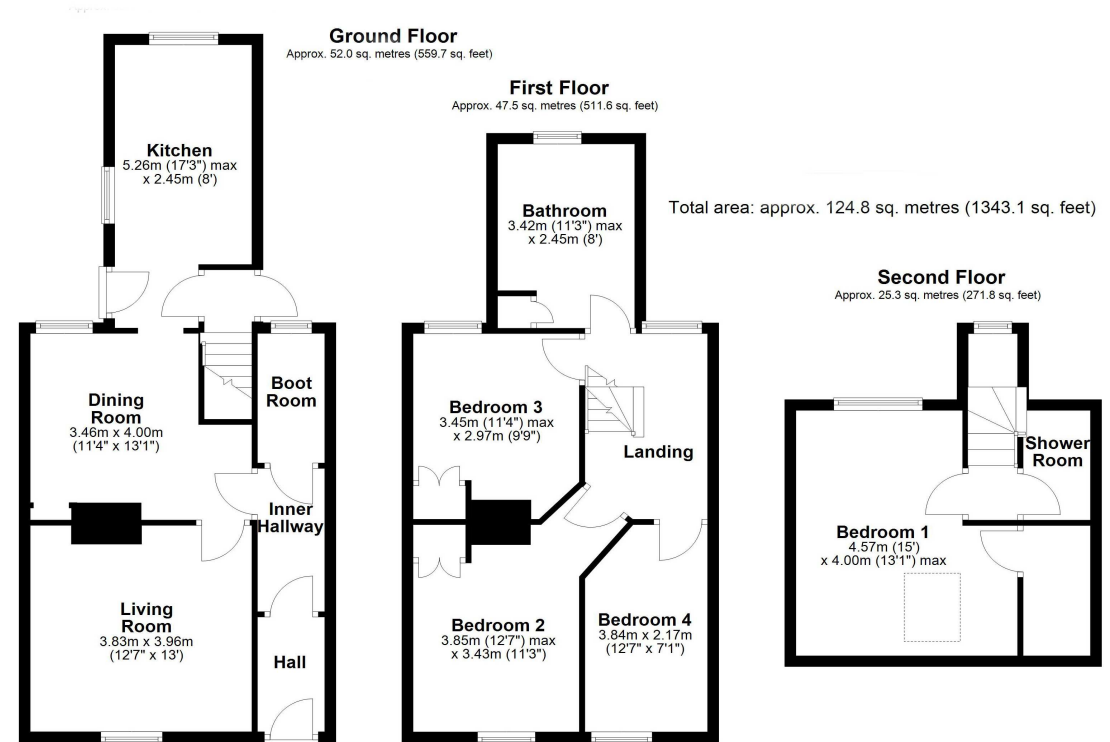 Ground Floor
Approx. 52.0 sq. metres (559.7 sq. feet)
Kitchen
5.26m (17'3") max
x 2.45m (8')
Dining
Room
3.46m x 4.00m
(11'4" x 13'1")
Boot
Room
Inner
Hallway
Living
Room
3.83m x 3.96m
(12'7" x 13')
Hall
First Floor
Approx. 47.5 sq. metres (511.6 sq. feet)
Bathroom
3.42m (11'3") max
x 2.45m (8')
Bedroom 3
3.45m (11'4") max
x 2.97m (9'9")
Landing
Bedroom 2
3.85m (12'7") max
x 3.43m (11'3")
Bedroom 4
3.84m x 2.17m
(12'7" x 7'1")
Total area: approx. 124.8 sq. metres (1343.1 sq. feet)
Second Floor
Approx. 25.3 sq. metres (271.8 sq. feet)
Shower
Room
Bedroom 1
4.57m (15')
x 4.00m (13'1") max